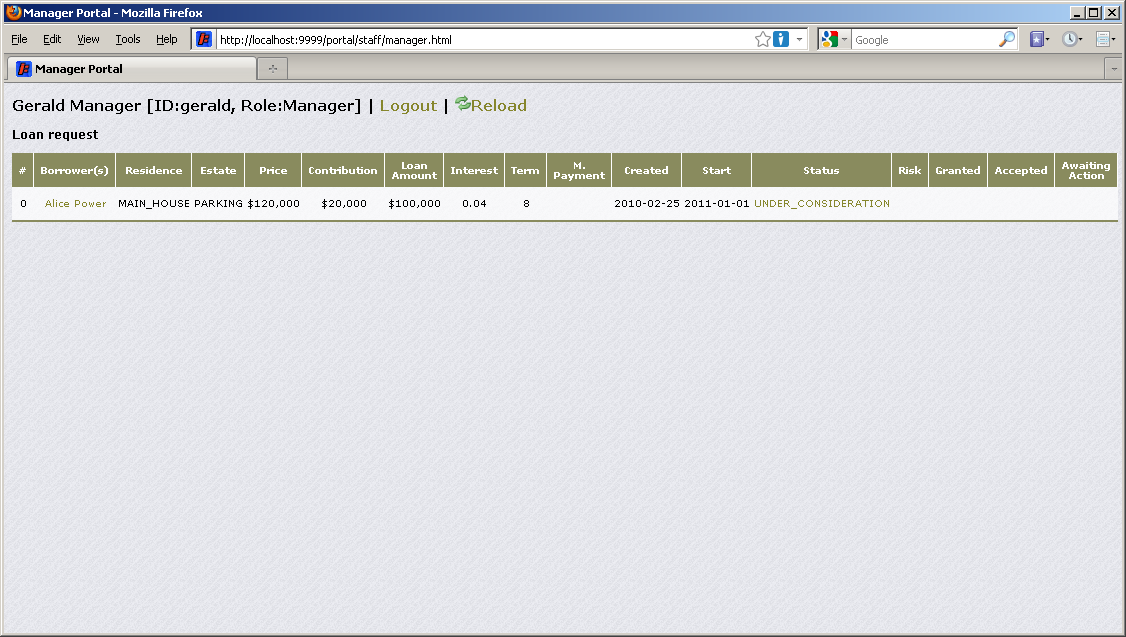 Manager Portal - Mozilla Firefox
File Edit View Tools Help http://localhost:9999/portal/staff/manager.html Google
Manager Portal
Gerald Manager [ID:gerald, Role:Manager] | Logout | Reload
Loan request
# Borrower(s) Residence Estate Price Contribution Loan Amount Interest Term M. Payment Created Start Status Risk Granted Accepted Awaiting Action
0 Alice Power MAIN_HOUSE PARKING $120,000 $20,000 $100,000 0.04 8 2010-02-25 2011-01-01 UNDER_CONSIDERATION